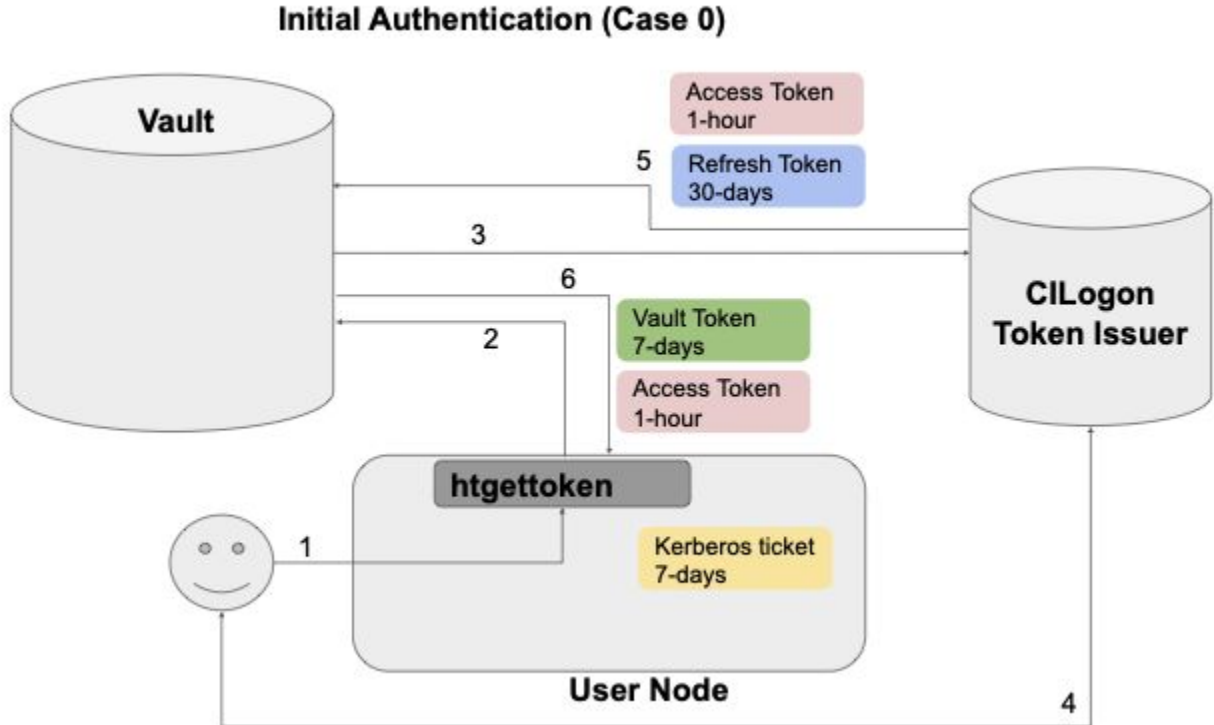 Initial Authentication (Case 0)
Vault
Access Token
1-hour
5
Refresh Token
30-days
3
CILogon
Token Issuer
6
Vault Token
7-days
2
Access Token
1-hour
htgettoken
1
Kerberos ticket
7-days
User Node
4